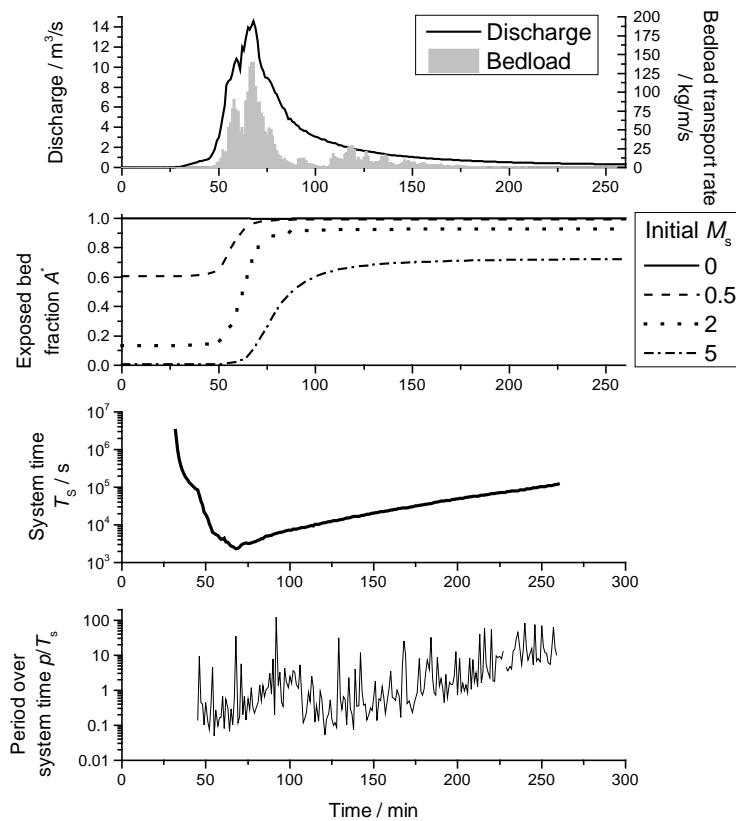 Discharge / m³/s
14
12
10
8
6
4
2
0
Discharge
Bedload
200
175
150
125
100
75
50
25
0
Bedload transport rate
/ kg/m/s
0 50 100 150 200 250
Exposed bed
fraction A*
1.0
0.8
0.6
0.4
0.2
0.0
Initial Mₛ
0
0.5
2
5
0 50 100 150 200 250
System time
Tₛ / s
10⁷
10⁶
10⁵
10⁴
10³
0 50 100 150 200 250 300
Period over
system time p/Tₛ
100
10
1
0.1
0.01
0 50 100 150 200 250 300
Time / min